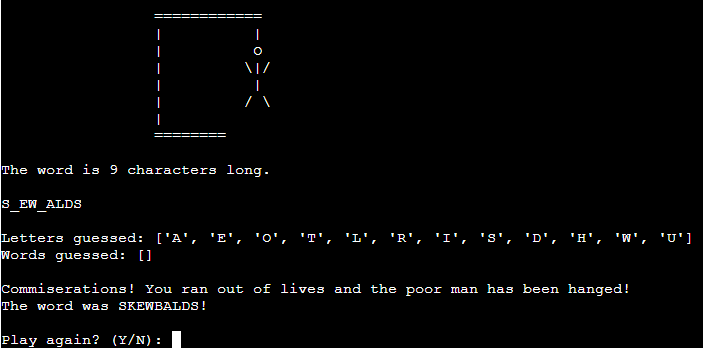 The word is 9 characters long.
S_EW_ALDS
Letters guessed: ['A', 'E', 'O', 'T', 'L', 'R', 'I', 'S', 'D', 'H', 'W', 'U']
Words guessed: []
Commiserations! You ran out of lives and the poor man has been hanged!
The word was SKEWBALDS!
Play again? (Y/N):